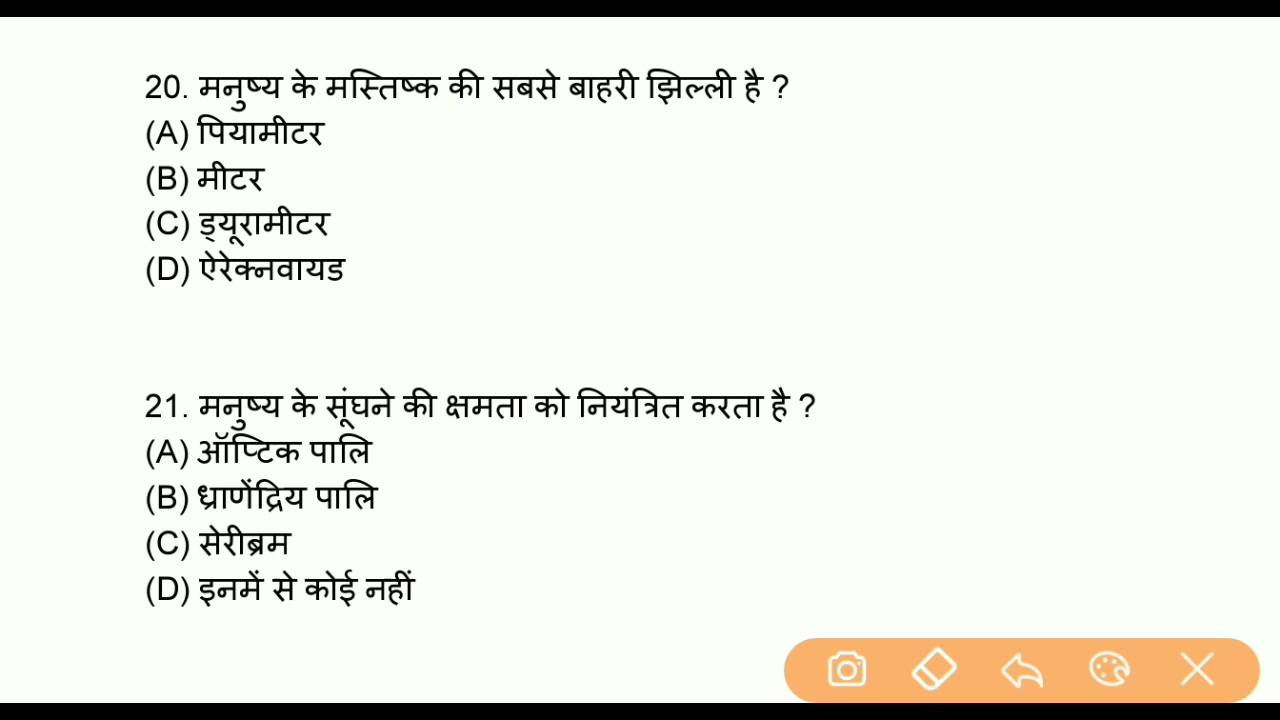 20. मनुष्य के मस्तिष्क की सबसे बाहरी झिल्ली है ?
(A) पियामीटर
(B) मीटर
(C) ड्यूरामीटर
(D) ऐरेक्नवायड
21. मनुष्य के सूंघने की क्षमता को नियंत्रित करता है ?
(A) ऑप्टिक पालि
(B) ध्राणेंद्रिय पालि
(C) सेरीब्रम
(D) इनमें से कोई नहीं